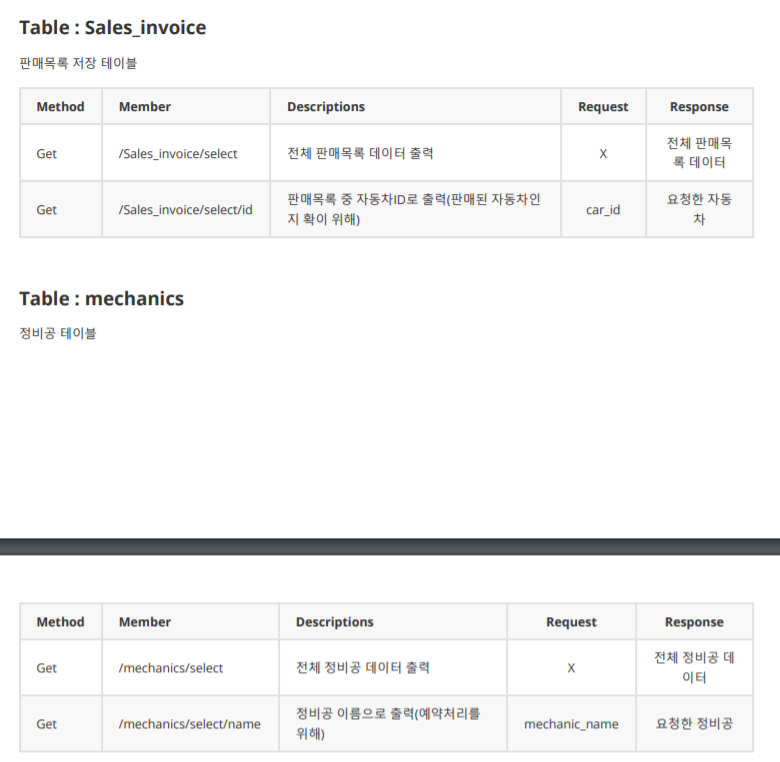 Table : Sales_invoice
판매목록 저장 테이블
Method Member Descriptions Request Response
Get /Sales_invoice/select 전체 판매목록 데이터 출력 X 전체 판매목
록 데이터
Get /Sales_invoice/select/id 판매목록 중 자동차ID로 출력(판매된 자동차인 car_id 요청한 자동
지 확이 위해) 차
Table : mechanics
정비공 테이블
Method Member Descriptions Request Response
Get /mechanics/select 전체 정비공 데이터 출력 X 전체 정비공 데
이터
Get /mechanics/select/name 정비공 이름으로 출력(예약처리를 mechanic_name 요청한 정비공
위해)